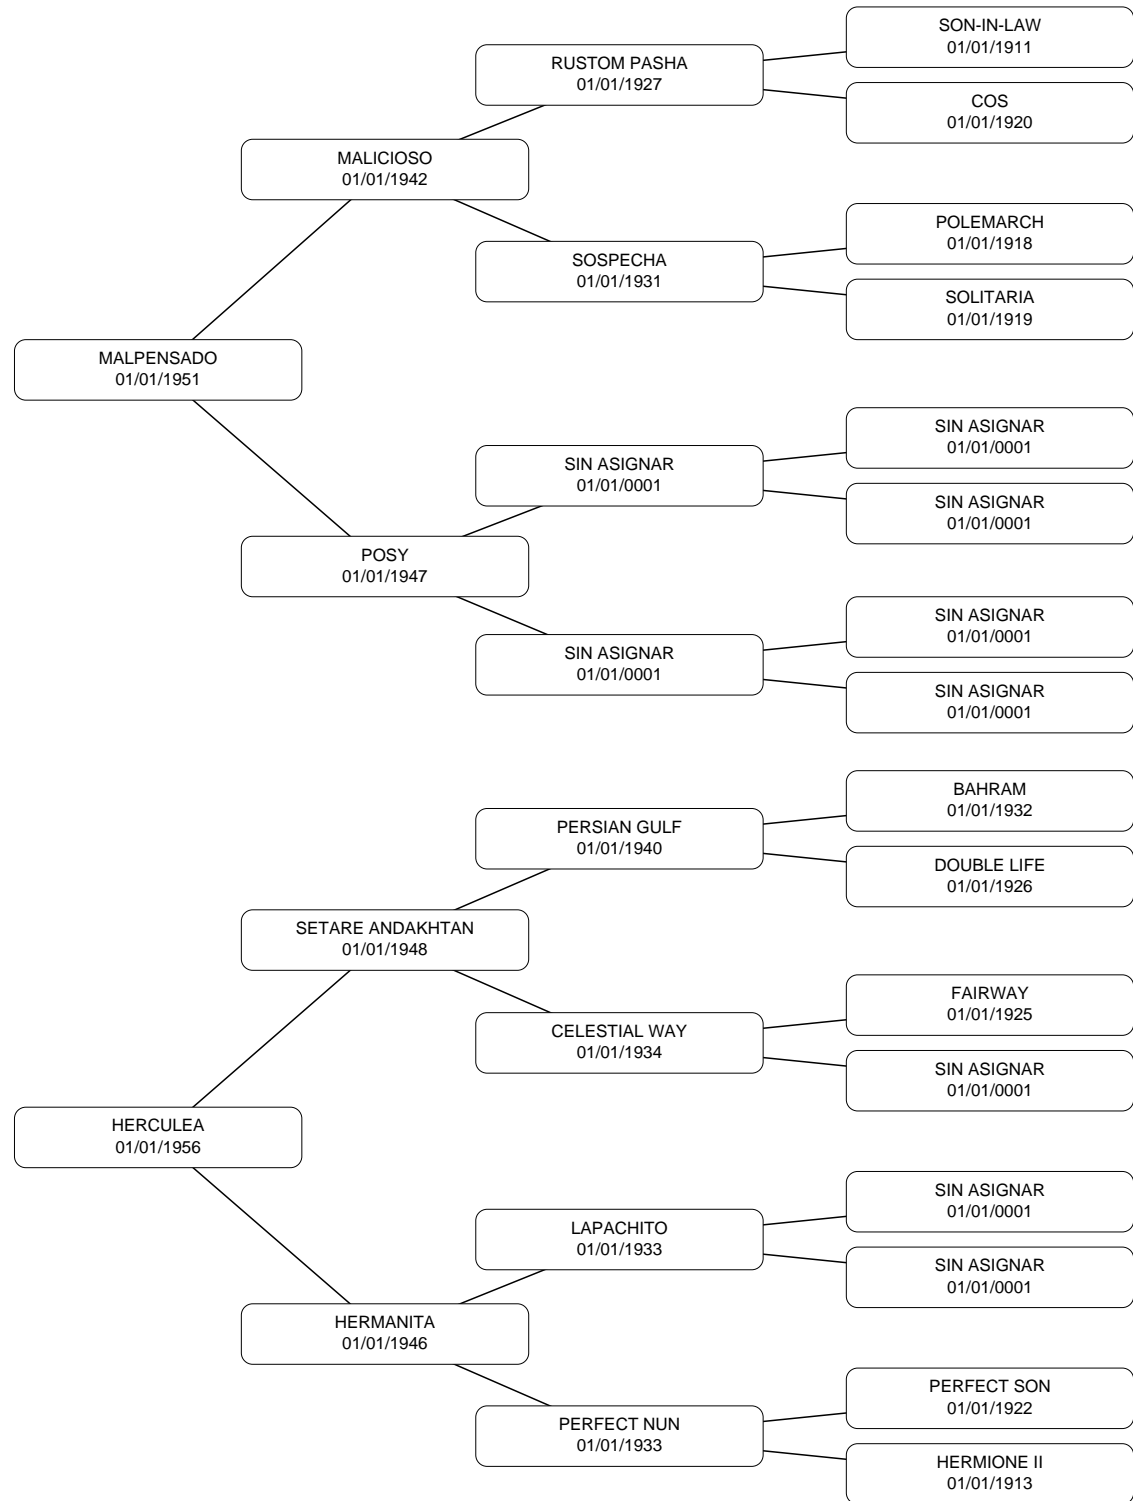 SON-IN-LAW
01/01/1911
RUSTOM PASHA
01/01/1927
COS
01/01/1920
MALICIOSO
01/01/1942
POLEMARCH
01/01/1918
SOSPECHA
01/01/1931
SOLITARIA
01/01/1919
MALPENSADO
01/01/1951
SIN ASIGNAR
01/01/0001
SIN ASIGNAR
01/01/0001
SIN ASIGNAR
01/01/0001
POSY
01/01/1947
SIN ASIGNAR
01/01/0001
SIN ASIGNAR
01/01/0001
SIN ASIGNAR
01/01/0001
BAHRAM
01/01/1932
PERSIAN GULF
01/01/1940
DOUBLE LIFE
01/01/1926
SETARE ANDAKHTAN
01/01/1948
FAIRWAY
01/01/1925
CELESTIAL WAY
01/01/1934
SIN ASIGNAR
01/01/0001
HERCULEA
01/01/1956
SIN ASIGNAR
01/01/0001
LAPACHITO
01/01/1933
SIN ASIGNAR
01/01/0001
HERMANITA
01/01/1946
PERFECT SON
01/01/1922
PERFECT NUN
01/01/1933
HERMIONE II
01/01/1913